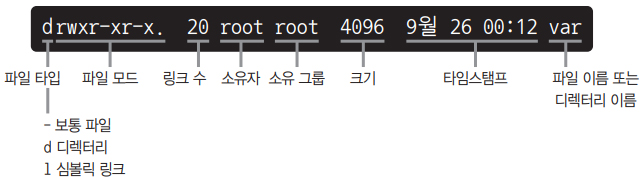 drwxr-xr-x. 20 root root 4096 9월 26 00:12 var
파일 타입 파일 모드 링크 수 소유자 소유 그룹 크기 타임스탬프 파일 이름 또는
디렉터리 이름
- 보통 파일
d 디렉터리
l 심볼릭 링크